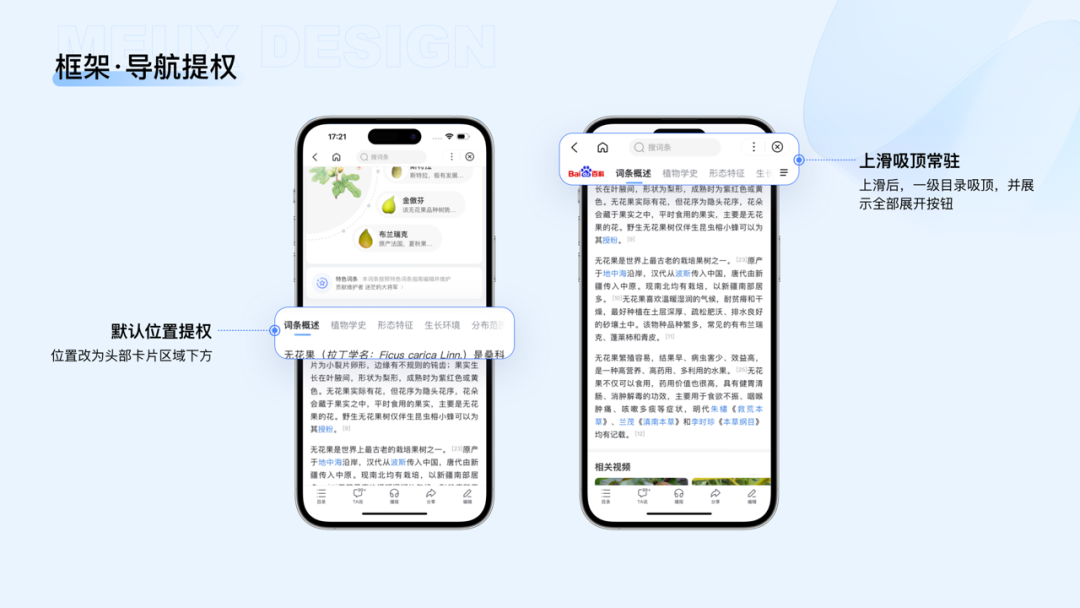 MEUX DESIGN
框架·导航提权
17:21
搜词条
斯特拉，极有发展...
金傲芬
该无花果品种树势...
布兰瑞克
原产法国，夏秋果...
特色词条
贡献维护者 迷茫的大将军 >
词条概述 植物学史 形态特征 生长环境 分布范
无花果（拉丁学名：Ficus carica Linn.）是桑科
片为小裂片卵形，边缘有不规则的钝齿；果实生
长在叶腋间，形状为梨形，成熟时为紫红色或黄
色。无花果实际有花，但花序为隐头花序，花朵
会藏于果实之中，平时食用的果实，主要是无花
果的花。野生无花果树仅伴生昆虫榕小蜂可以为
其授粉。[9]
无花果是世界上最古老的栽培果树之一。[23]原产
于地中海沿岸，汉代从波斯传入中国，唐代由新
疆传入中原。现南北均有栽培，以新疆南部居
目录 TA说 播报 分享 编辑
默认位置提权
位置改为头部卡片区域下方
搜词条
Bai百科 词条概述 植物学史 形态特征 生
长在叶腋间，形状为梨形，成熟时为紫红色或黄
色。无花果实际有花，但花序为隐头花序，花朵
会藏于果实之中，平时食用的果实，主要是无花
果的花。野生无花果树仅伴生昆虫榕小蜂可以为
其授粉。[9]
无花果是世界上最古老的栽培果树之一。[23]原产
于地中海沿岸，汉代从波斯传入中国，唐代由新
疆传入中原。现南北均有栽培，以新疆南部居
多。[10]无花果喜欢温暖湿润的气候，耐贫瘠和干
燥，最好种植在土层深厚、疏松肥沃、排水良好
的砂壤土中。该物种品种繁多，常见的有布兰瑞
克、蓬莱柿和青皮。[11]
无花果繁殖容易，结果早、病虫害少、效益高，
是一种高营养、高药用、多利用的水果。[25]无花
果不仅可以食用，药用价值也很高，具有健胃清
肠、消肿解毒的功效，主要用于食欲不振、咽喉
肿痛、咳嗽多痰等症状，明代朱橚《救荒本
草》、兰茂《滇南本草》和李时珍《本草纲目》
均有记载。[12]
相关视频
目录 TA说 播报 分享 编辑
上滑吸顶常驻
上滑后，一级目录吸顶，并展
示全部展开按钮